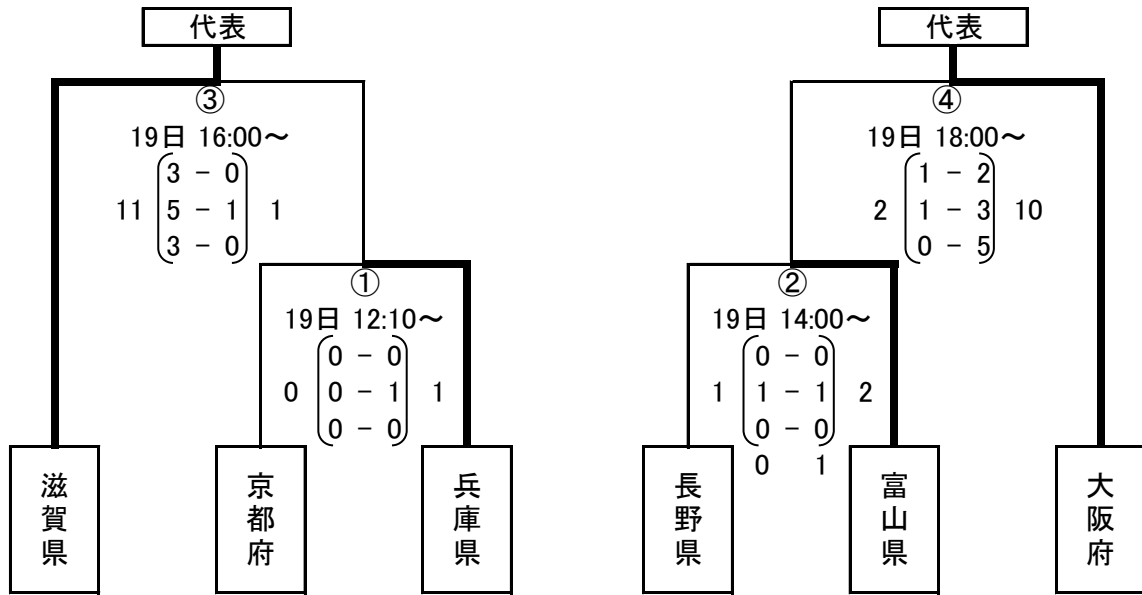 代表
③
19日 16:00～
3 - 0
11 5 - 1 1
3 - 0
①
19日 12:10～
0 - 0
0 0 - 1 1
0 - 0
滋賀県
京都府
兵庫県
代表
④
19日 18:00～
1 - 2
2 1 - 3 10
0 - 5
②
19日 14:00～
0 - 0
1 1 - 1 2
0 - 0
0 1
長野県
富山県
大阪府